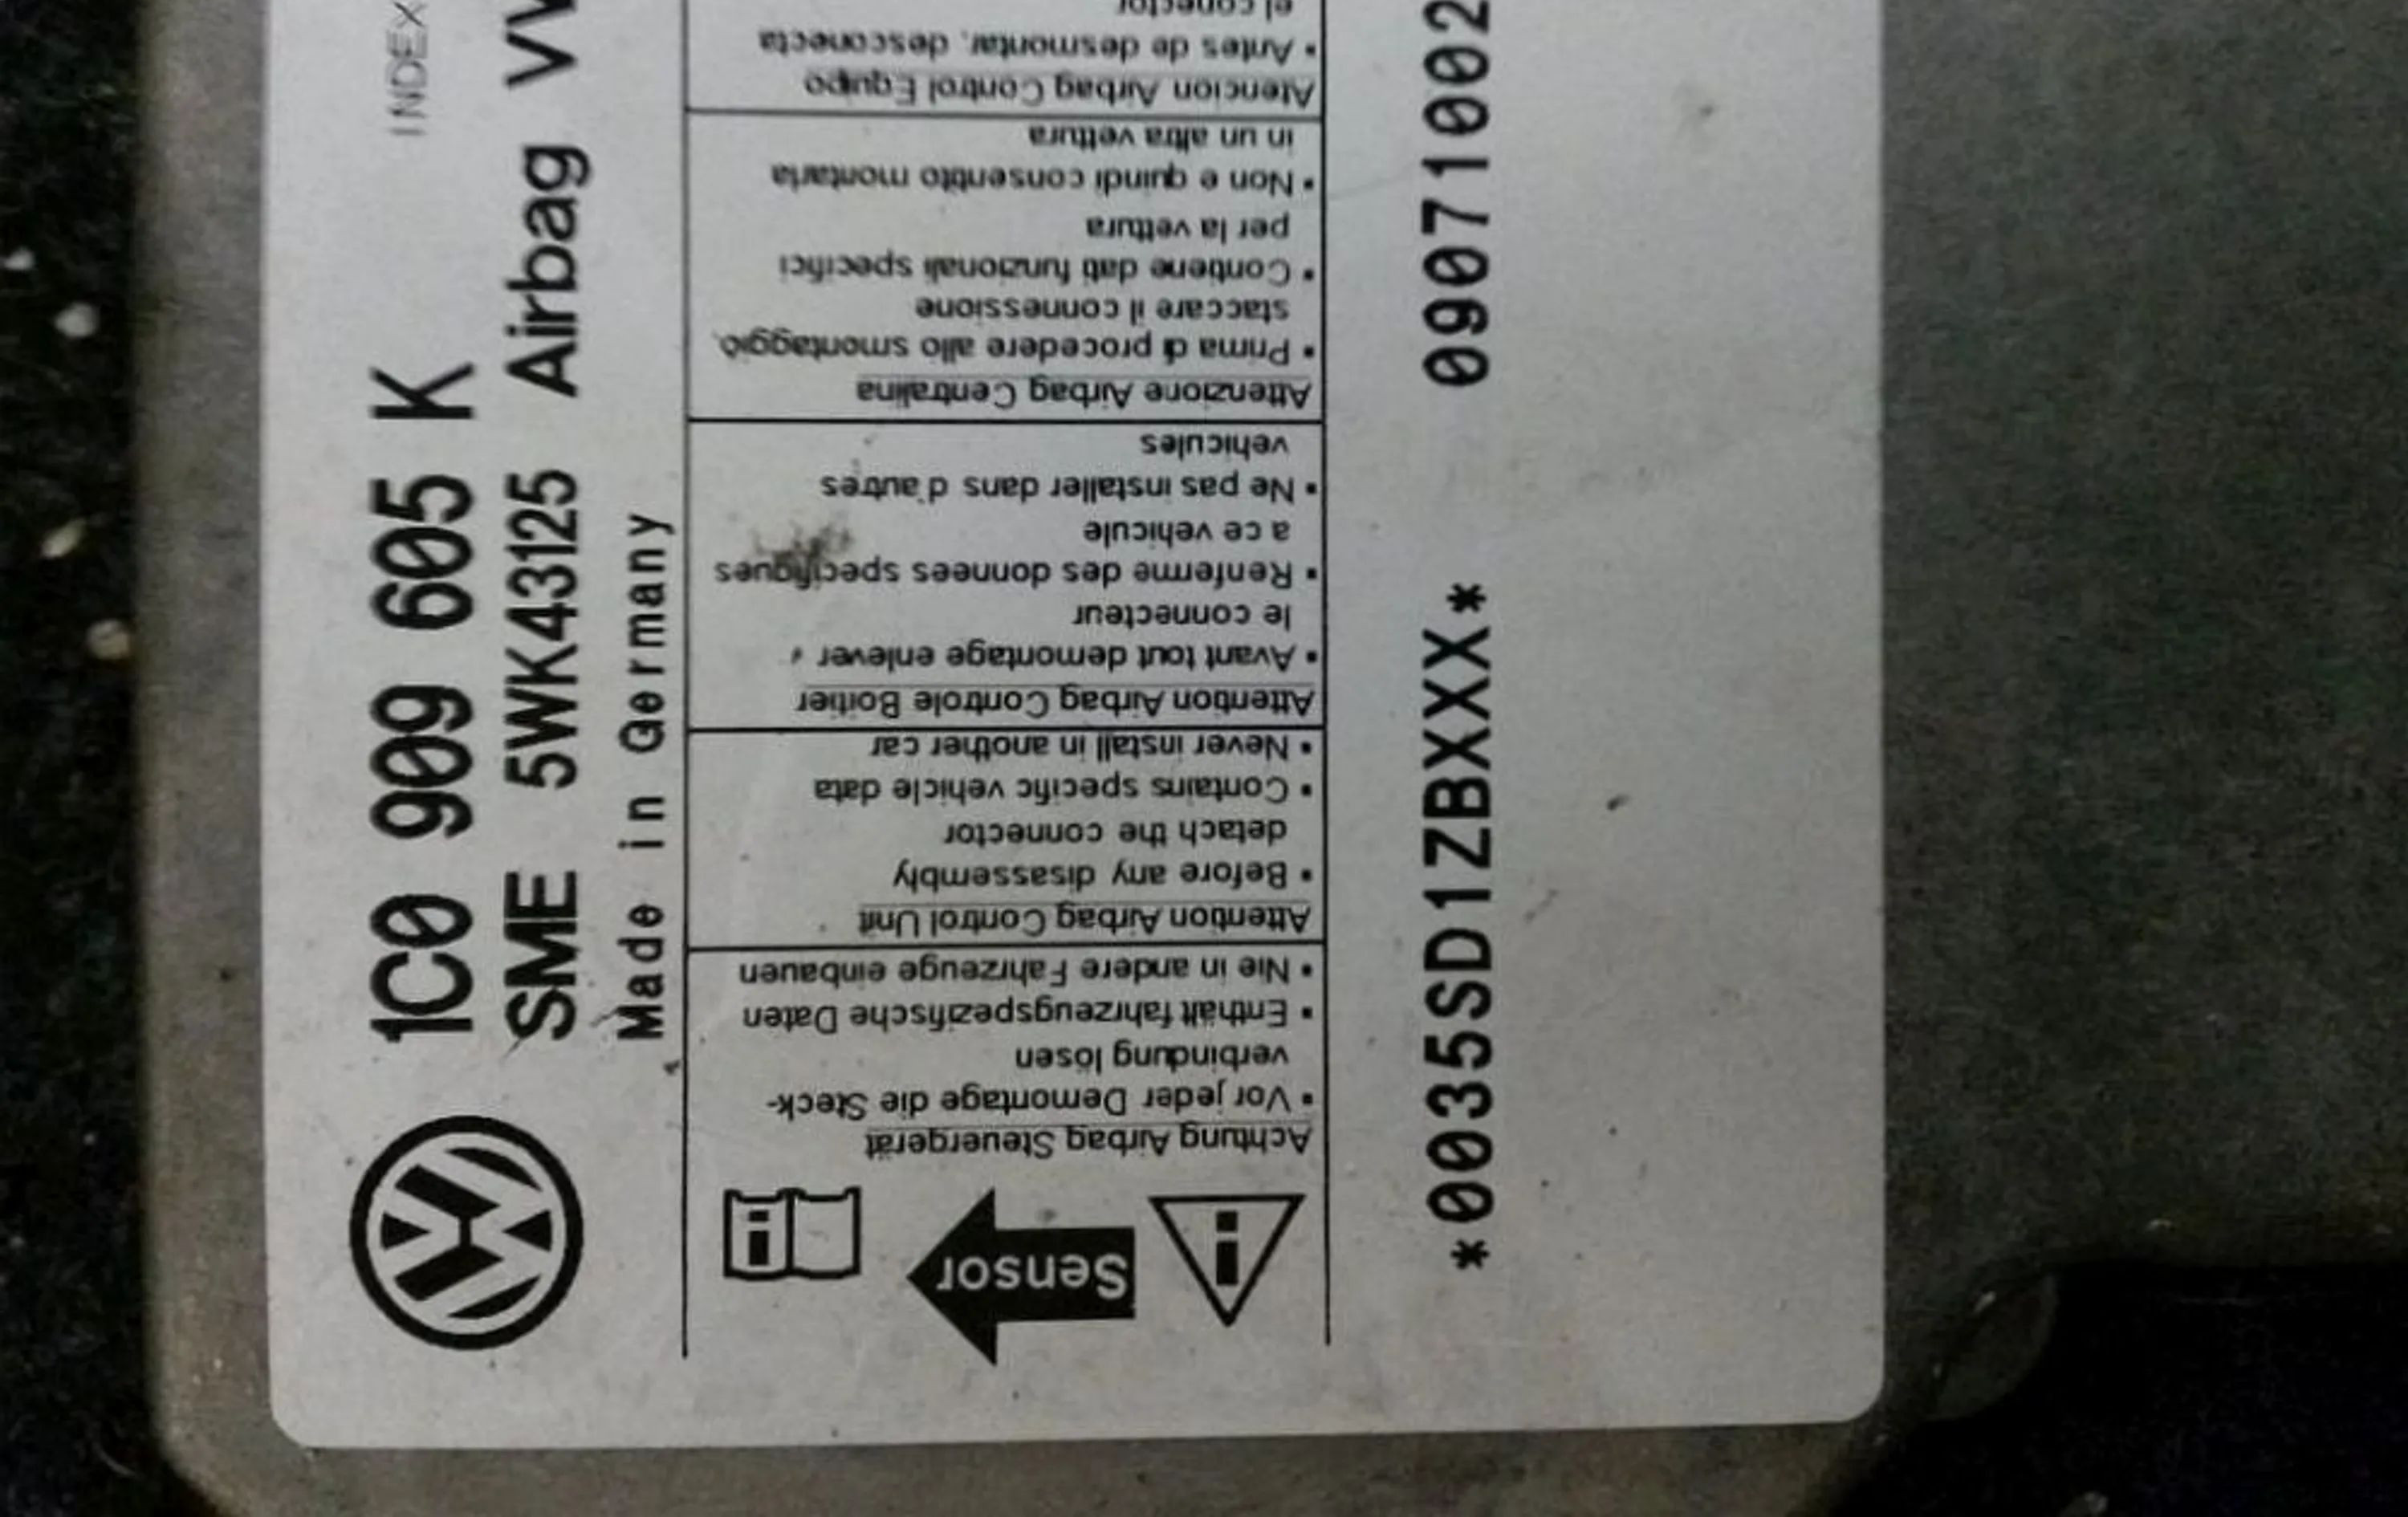 1C0 909 605 K
INDEX
SME 5WK43125 Airbag VW
Made in Germany
Sensor
Achtung Airbag Steuergerät
▪ Vor jeder Demontage die Steck-
verbindung lösen
▪ Enthält fahrzeugspezifische Daten
▪ Nie in andere Fahrzeuge einbauen
Attention Airbag Control Unit
▪ Before any disassembly
detach the connector
▪ Contains specific vehicle data
▪ Never install in another car
Attention Airbag Controle Boitier
▪ Avant tout demontage enlever
le connecteur
▪ Renferme des donnees specifiques
a ce vehicule
▪ Ne pas installer dans d'autres
vehicules
Attenzione Airbag Centralina
▪ Prima di procedere allo smontaggio,
staccare il connessione
▪ Contiene dati funzionali specifici
per la vettura
▪ Non e quindi consentito montarla
in un altra vettura
Atencion Airbag Control Equipo
▪ Antes de desmontar, desconecta
el conector
*0035SD1ZBXXX* 09071002